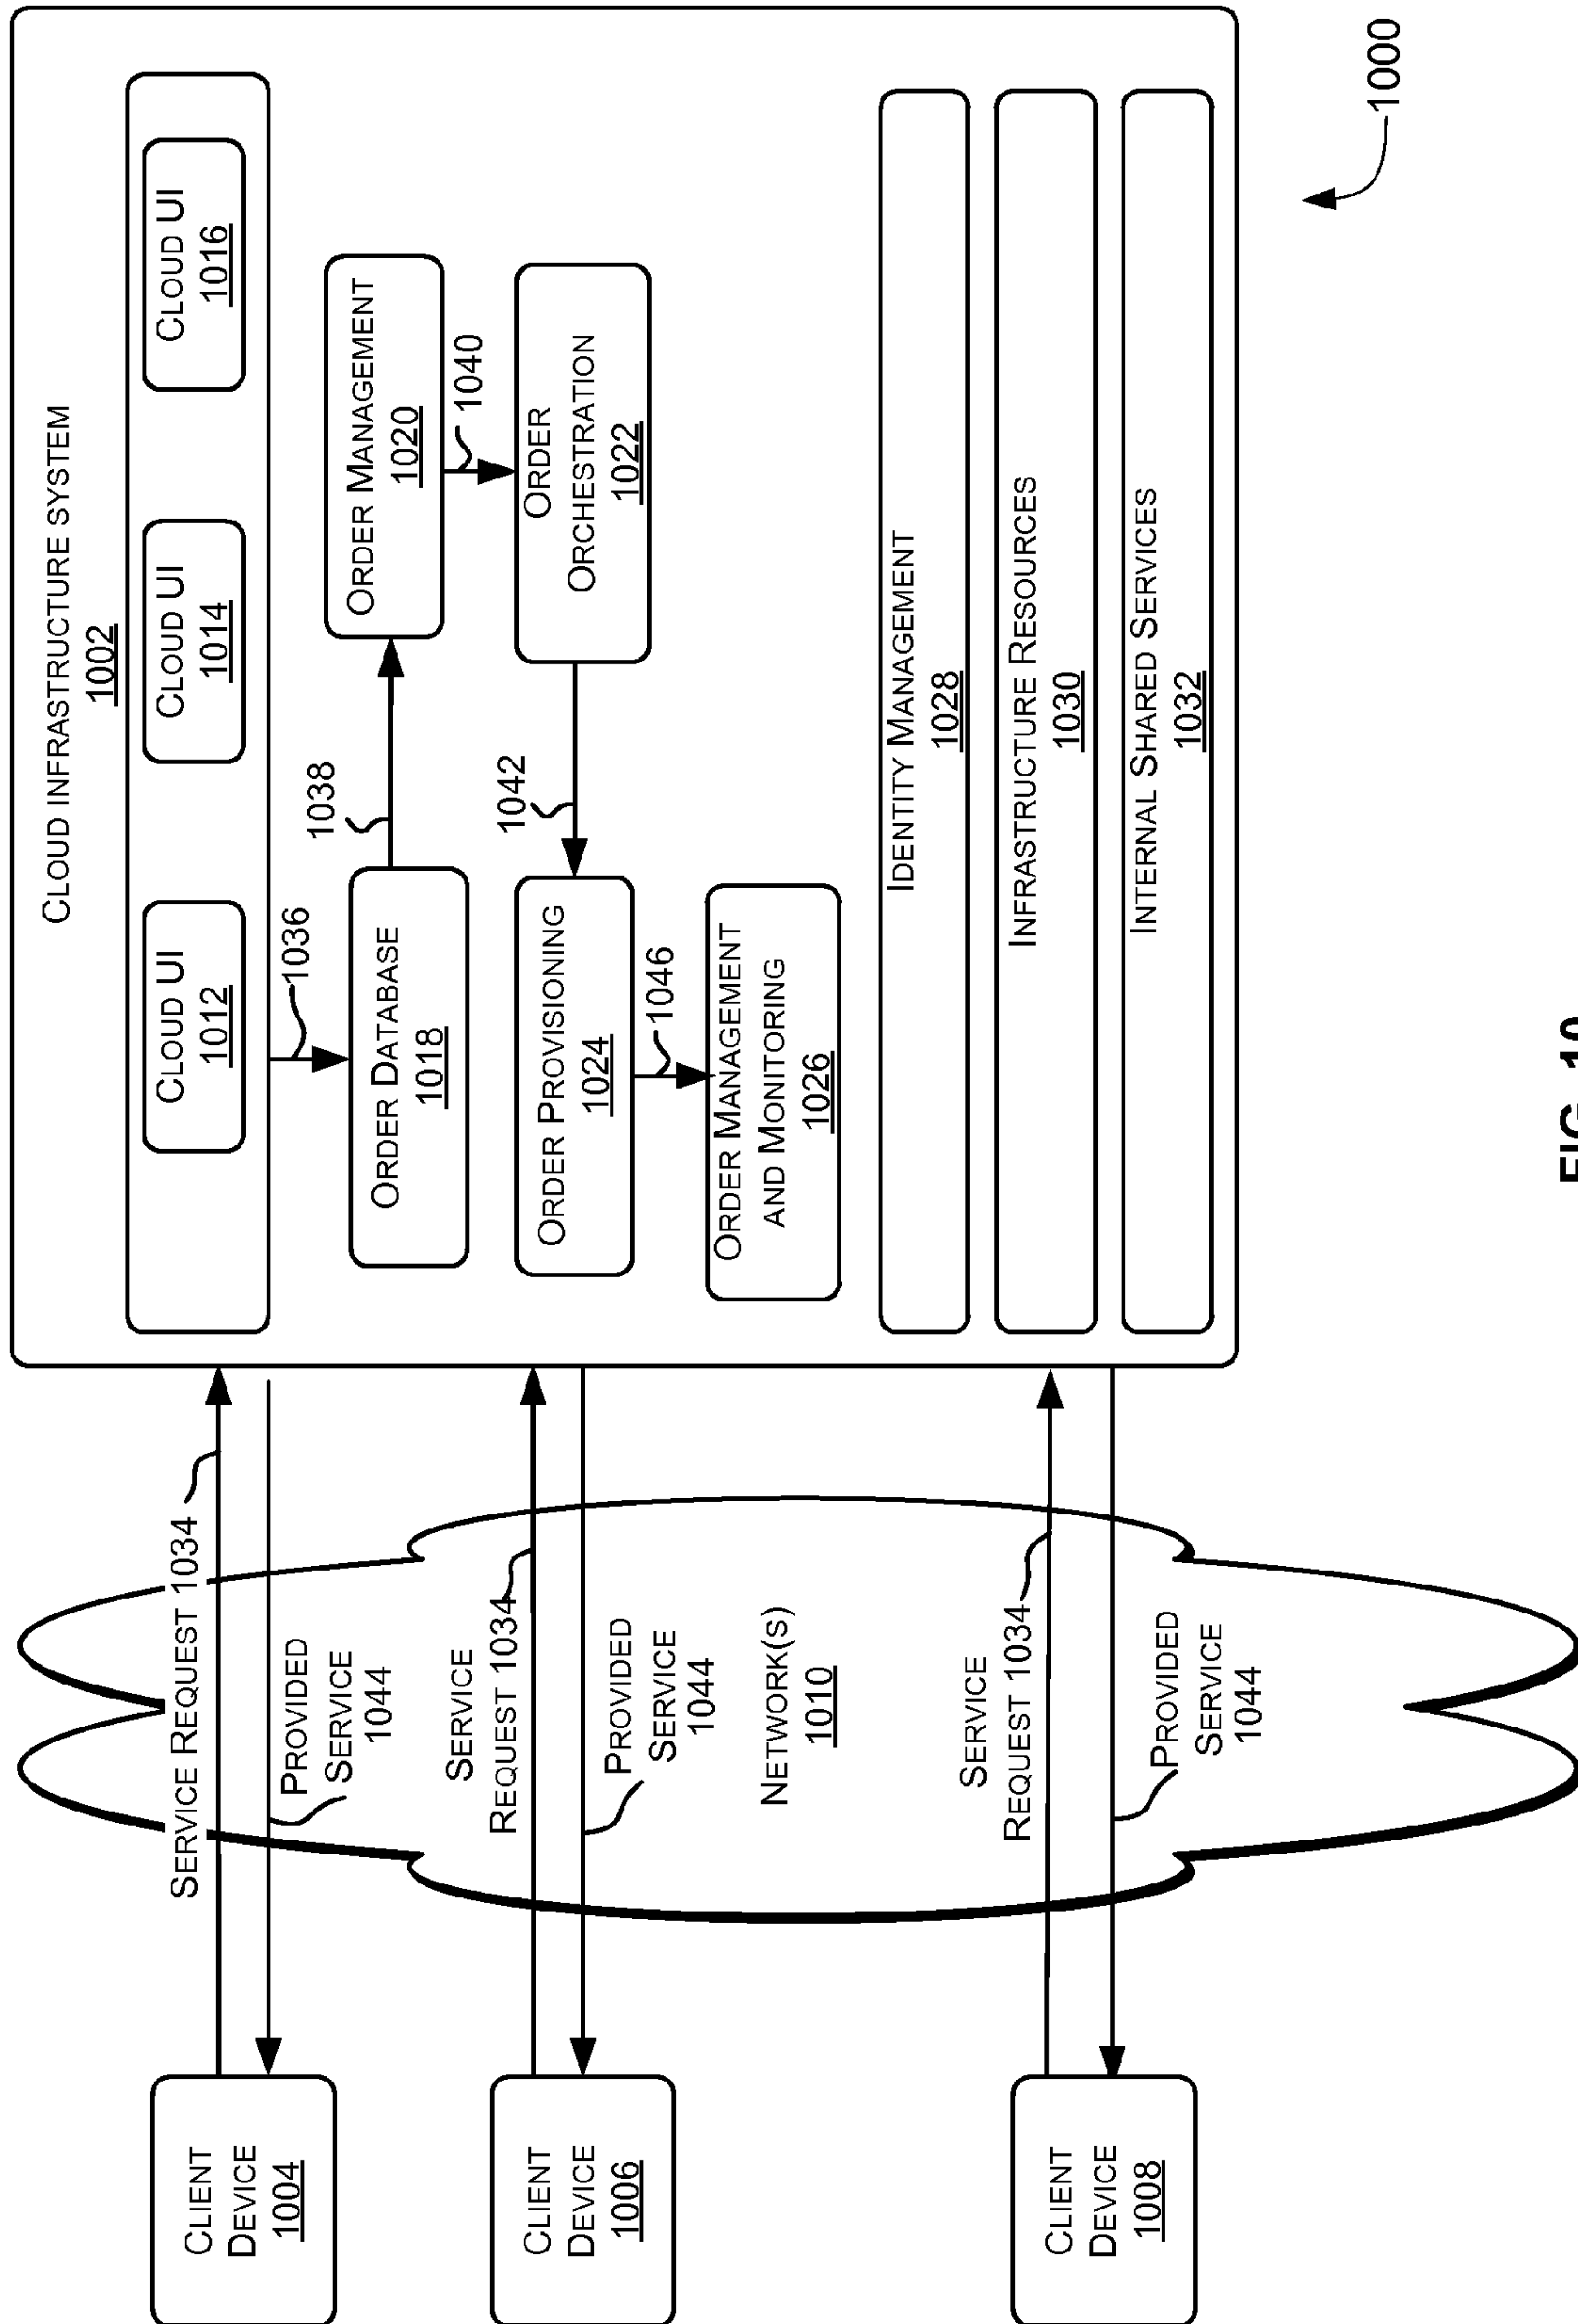 CLOUD INFRASTRUCTURE SYSTEM
1002
CLOUD UI
1012
CLOUD UI
1014
CLOUD UI
1016
1036
ORDER DATABASE
1018
1038
ORDER MANAGEMENT
1020
1040
ORDER
ORCHESTRATION
1022
1042
ORDER PROVISIONING
1024
1046
ORDER MANAGEMENT
AND MONITORING
1026
IDENTITY MANAGEMENT
1028
INFRASTRUCTURE RESOURCES
1030
INTERNAL SHARED SERVICES
1032
SERVICE REQUEST 1034
PROVIDED
SERVICE
1044
SERVICE
REQUEST 1034
PROVIDED
SERVICE
1044
NETWORK(S)
1010
SERVICE
REQUEST 1034
PROVIDED
SERVICE
1044
CLIENT
DEVICE
1004
CLIENT
DEVICE
1006
CLIENT
DEVICE
1008
1000
FIG. 10